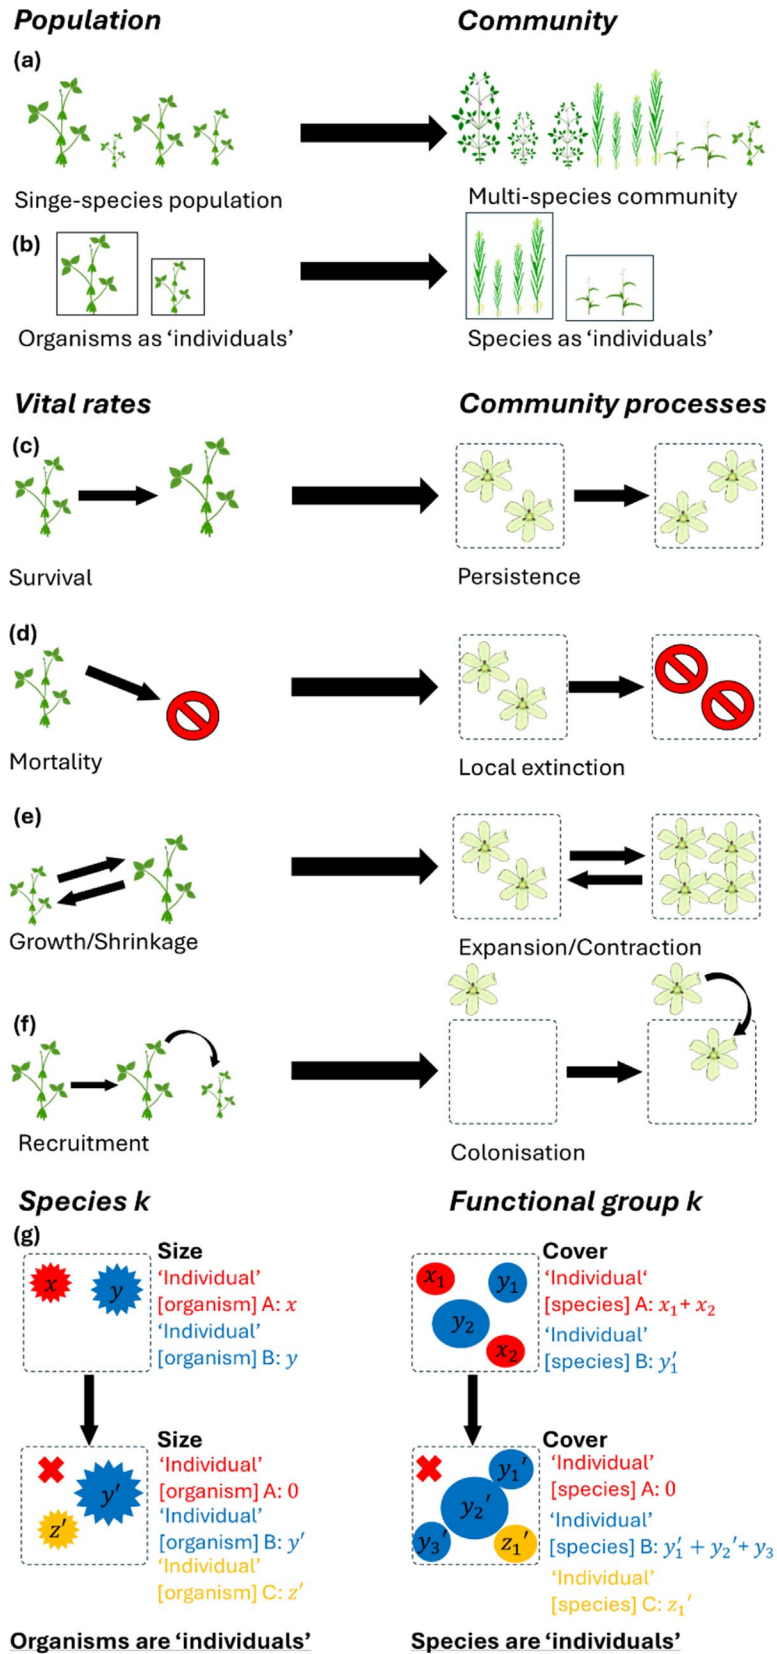 Population
Community
(a)
Singe-species population
Multi-species community
(b)
Organisms as ‘individuals’
Species as ‘individuals’
Vital rates
Community processes
(c)
Survival
Persistence
(d)
Mortality
Local extinction
(e)
Growth/Shrinkage
Expansion/Contraction
(f)
Recruitment
Colonisation
Species k
Functional group k
(g)
x
y
Size
‘Individual’
[organism] A: x
‘Individual’
[organism] B: y
x₁
y₁
y₂
x₂
Cover
‘Individual‘
[species] A: x₁+ x₂
‘Individual’
[species] B: y₁′
y′
z′
Size
‘Individual’
[organism] A: 0
‘Individual’
[organism] B: y′
‘Individual’
[organism] C: z′
y₁′
y₂′
y₃′
z₁′
Cover
‘Individual’
[species] A: 0
‘Individual’
[species] B: y₁′ + y₂′+ y₃
‘Individual’
[species] C: z₁′
Organisms are ‘individuals’
Species are ‘individuals’